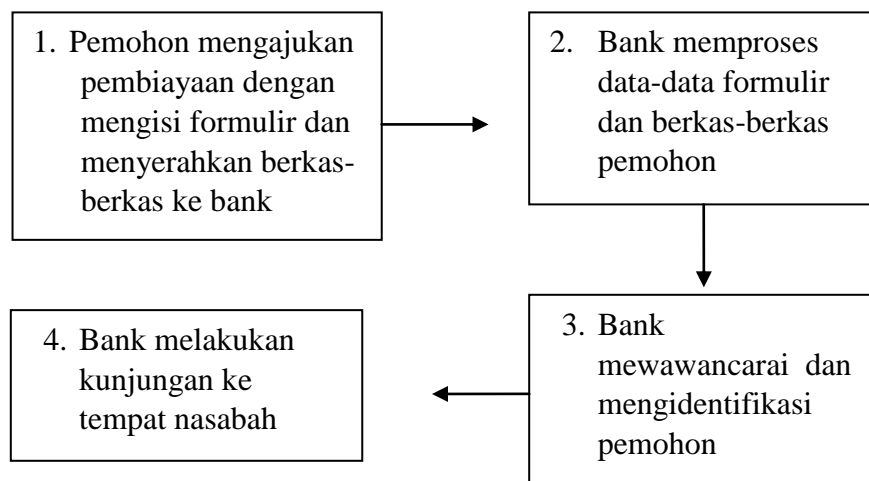 1. Pemohon mengajukan
pembiayaan dengan
mengisi formulir dan
menyerahkan berkas-
berkas ke bank
2. Bank memproses
data-data formulir
dan berkas-berkas
pemohon
3. Bank
mewawancarai dan
mengidentifikasi
pemohon
4. Bank melakukan
kunjungan ke
tempat nasabah